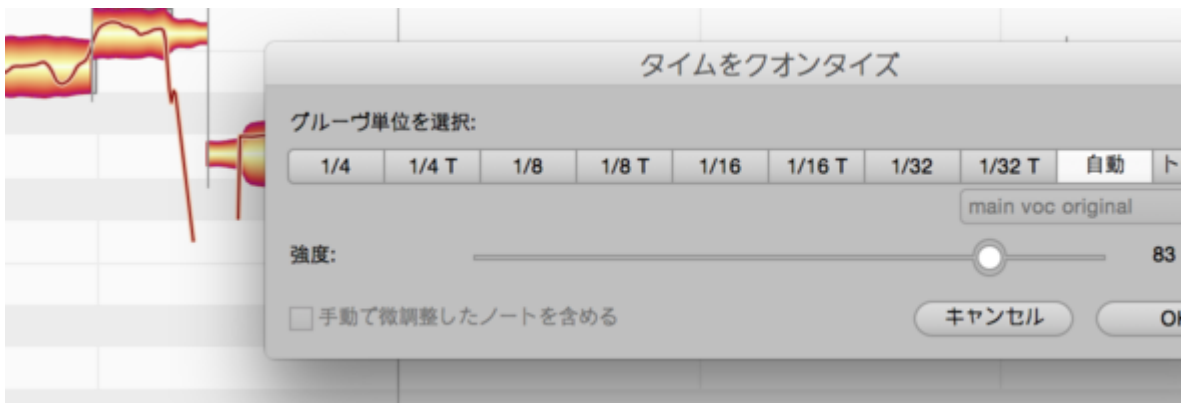 タイムをクオンタイズ
グルーヴ単位を選択:
1/4 1/4 T 1/8 1/8 T 1/16 1/16 T 1/32 1/32 T 自動 ト
main voc original
強度: 83
手動で微調整したノートを含める キャンセル OK